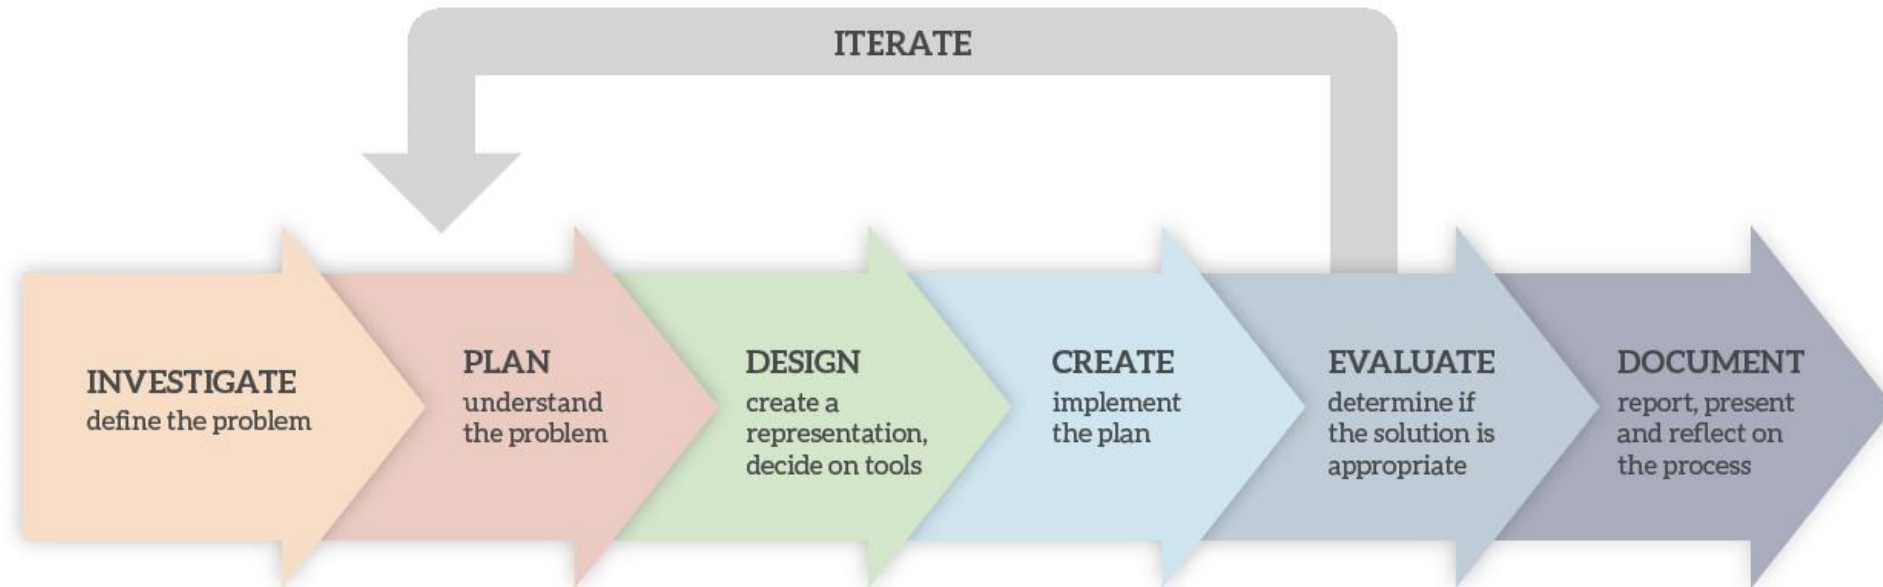 ITERATE
INVESTIGATE
define the problem
PLAN
understand
the problem
DESIGN
create a
representation,
decide on tools
CREATE
implement
the plan
EVALUATE
determine if
the solution is
appropriate
DOCUMENT
report, present
and reflect on
the process